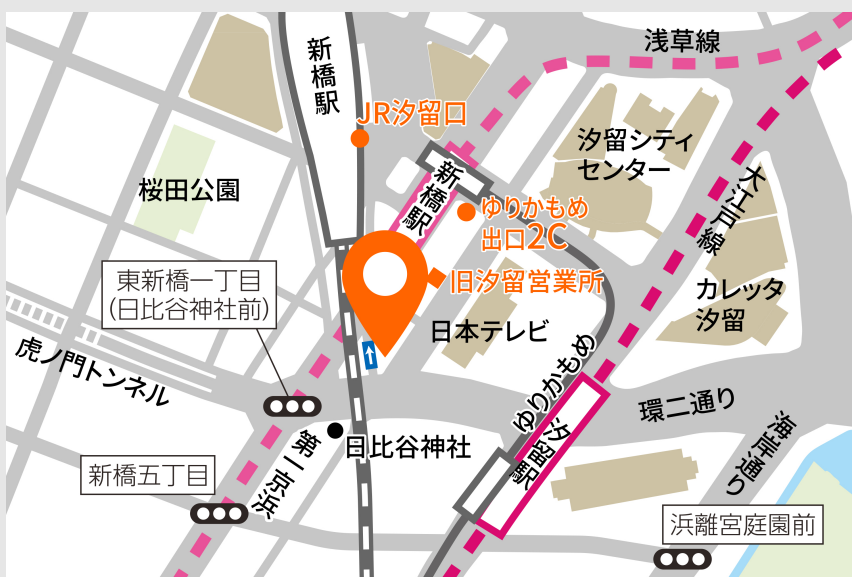 浅草線
新橋駅
JR汐留口
汐留シティ
センター
桜田公園
新橋駅
大江戸線
ゆりかもめ
出口2C
東新橋一丁目
(日比谷神社前)
旧汐留営業所
カレッタ
汐留
日本テレビ
虎ノ門トンネル
ゆりかもめ
環二通り
汐留駅
海岸通り
第一京浜
日比谷神社
新橋五丁目
浜離宮庭園前